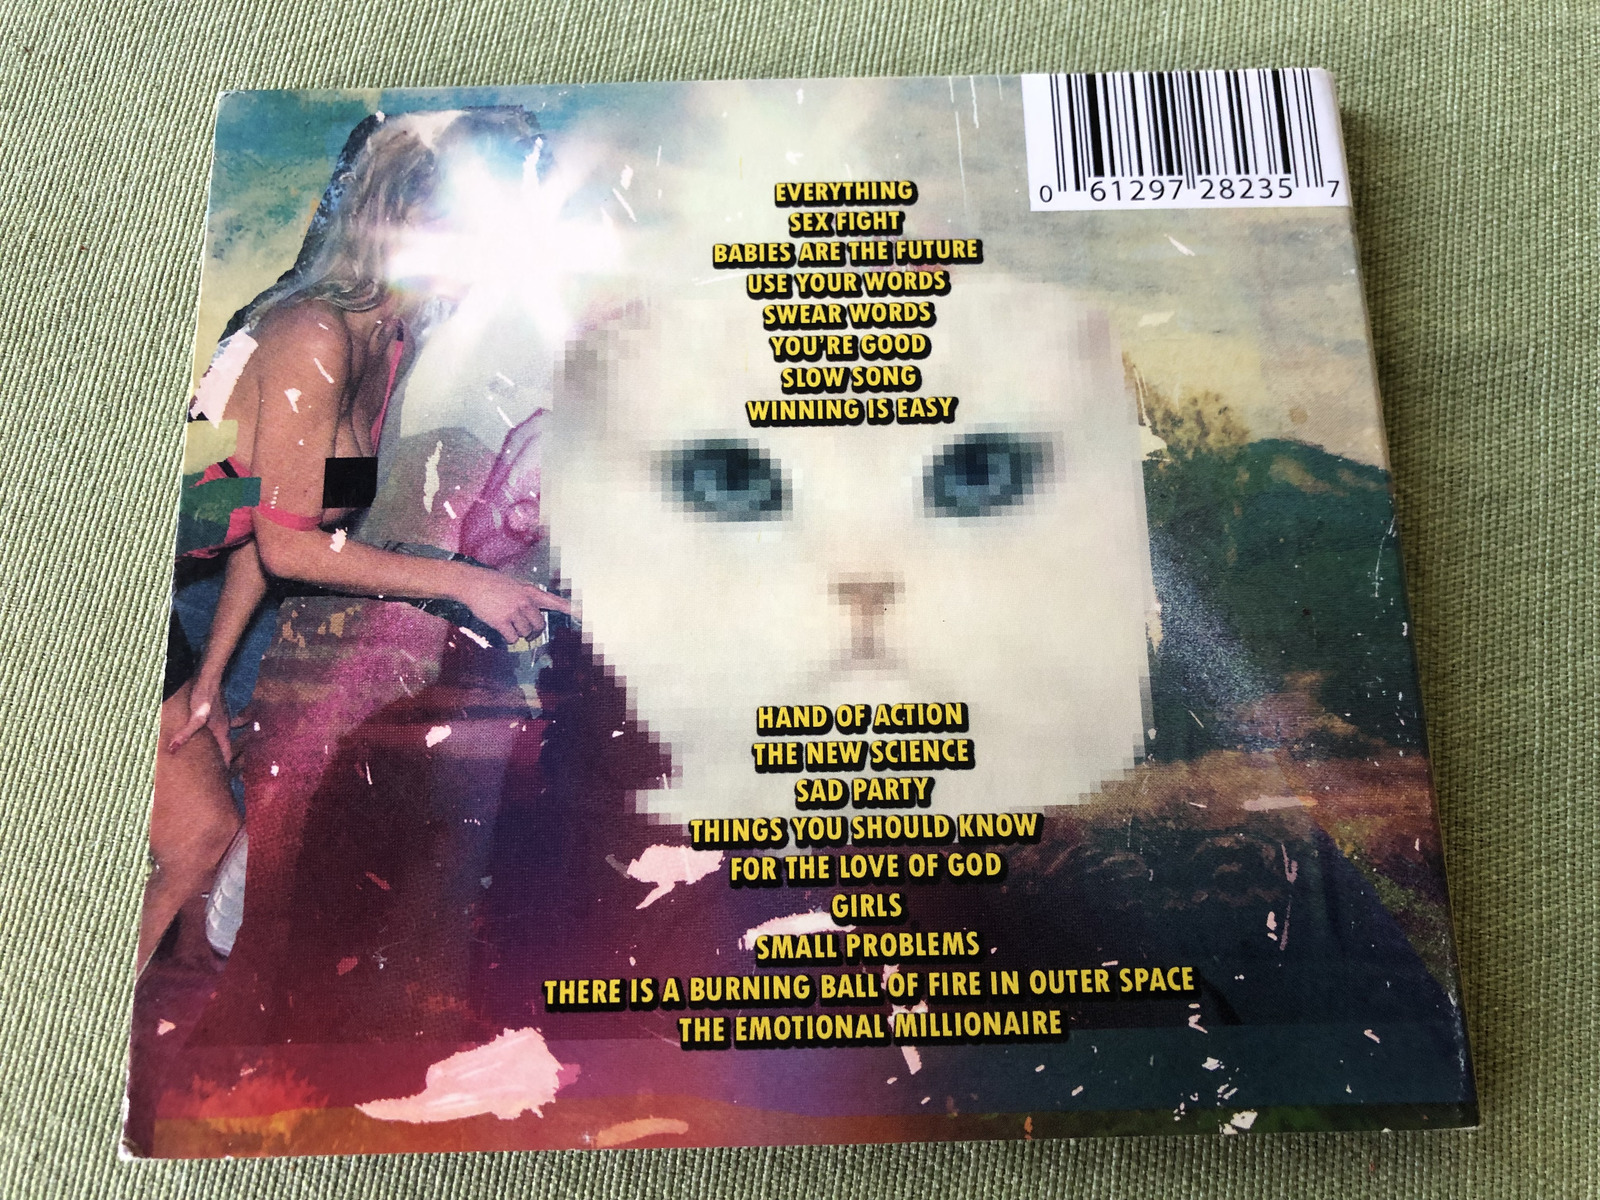 0 61297 28235 7
EVERYTHING
SEX FIGHT
BABIES ARE THE FUTURE
USE YOUR WORDS
SWEAR WORDS
YOU'RE GOOD
SLOW SONG
WINNING IS EASY
HAND OF ACTION
THE NEW SCIENCE
SAD PARTY
THINGS YOU SHOULD KNOW
FOR THE LOVE OF GOD
GIRLS
SMALL PROBLEMS
THERE IS A BURNING BALL OF FIRE IN OUTER SPACE
THE EMOTIONAL MILLIONAIRE